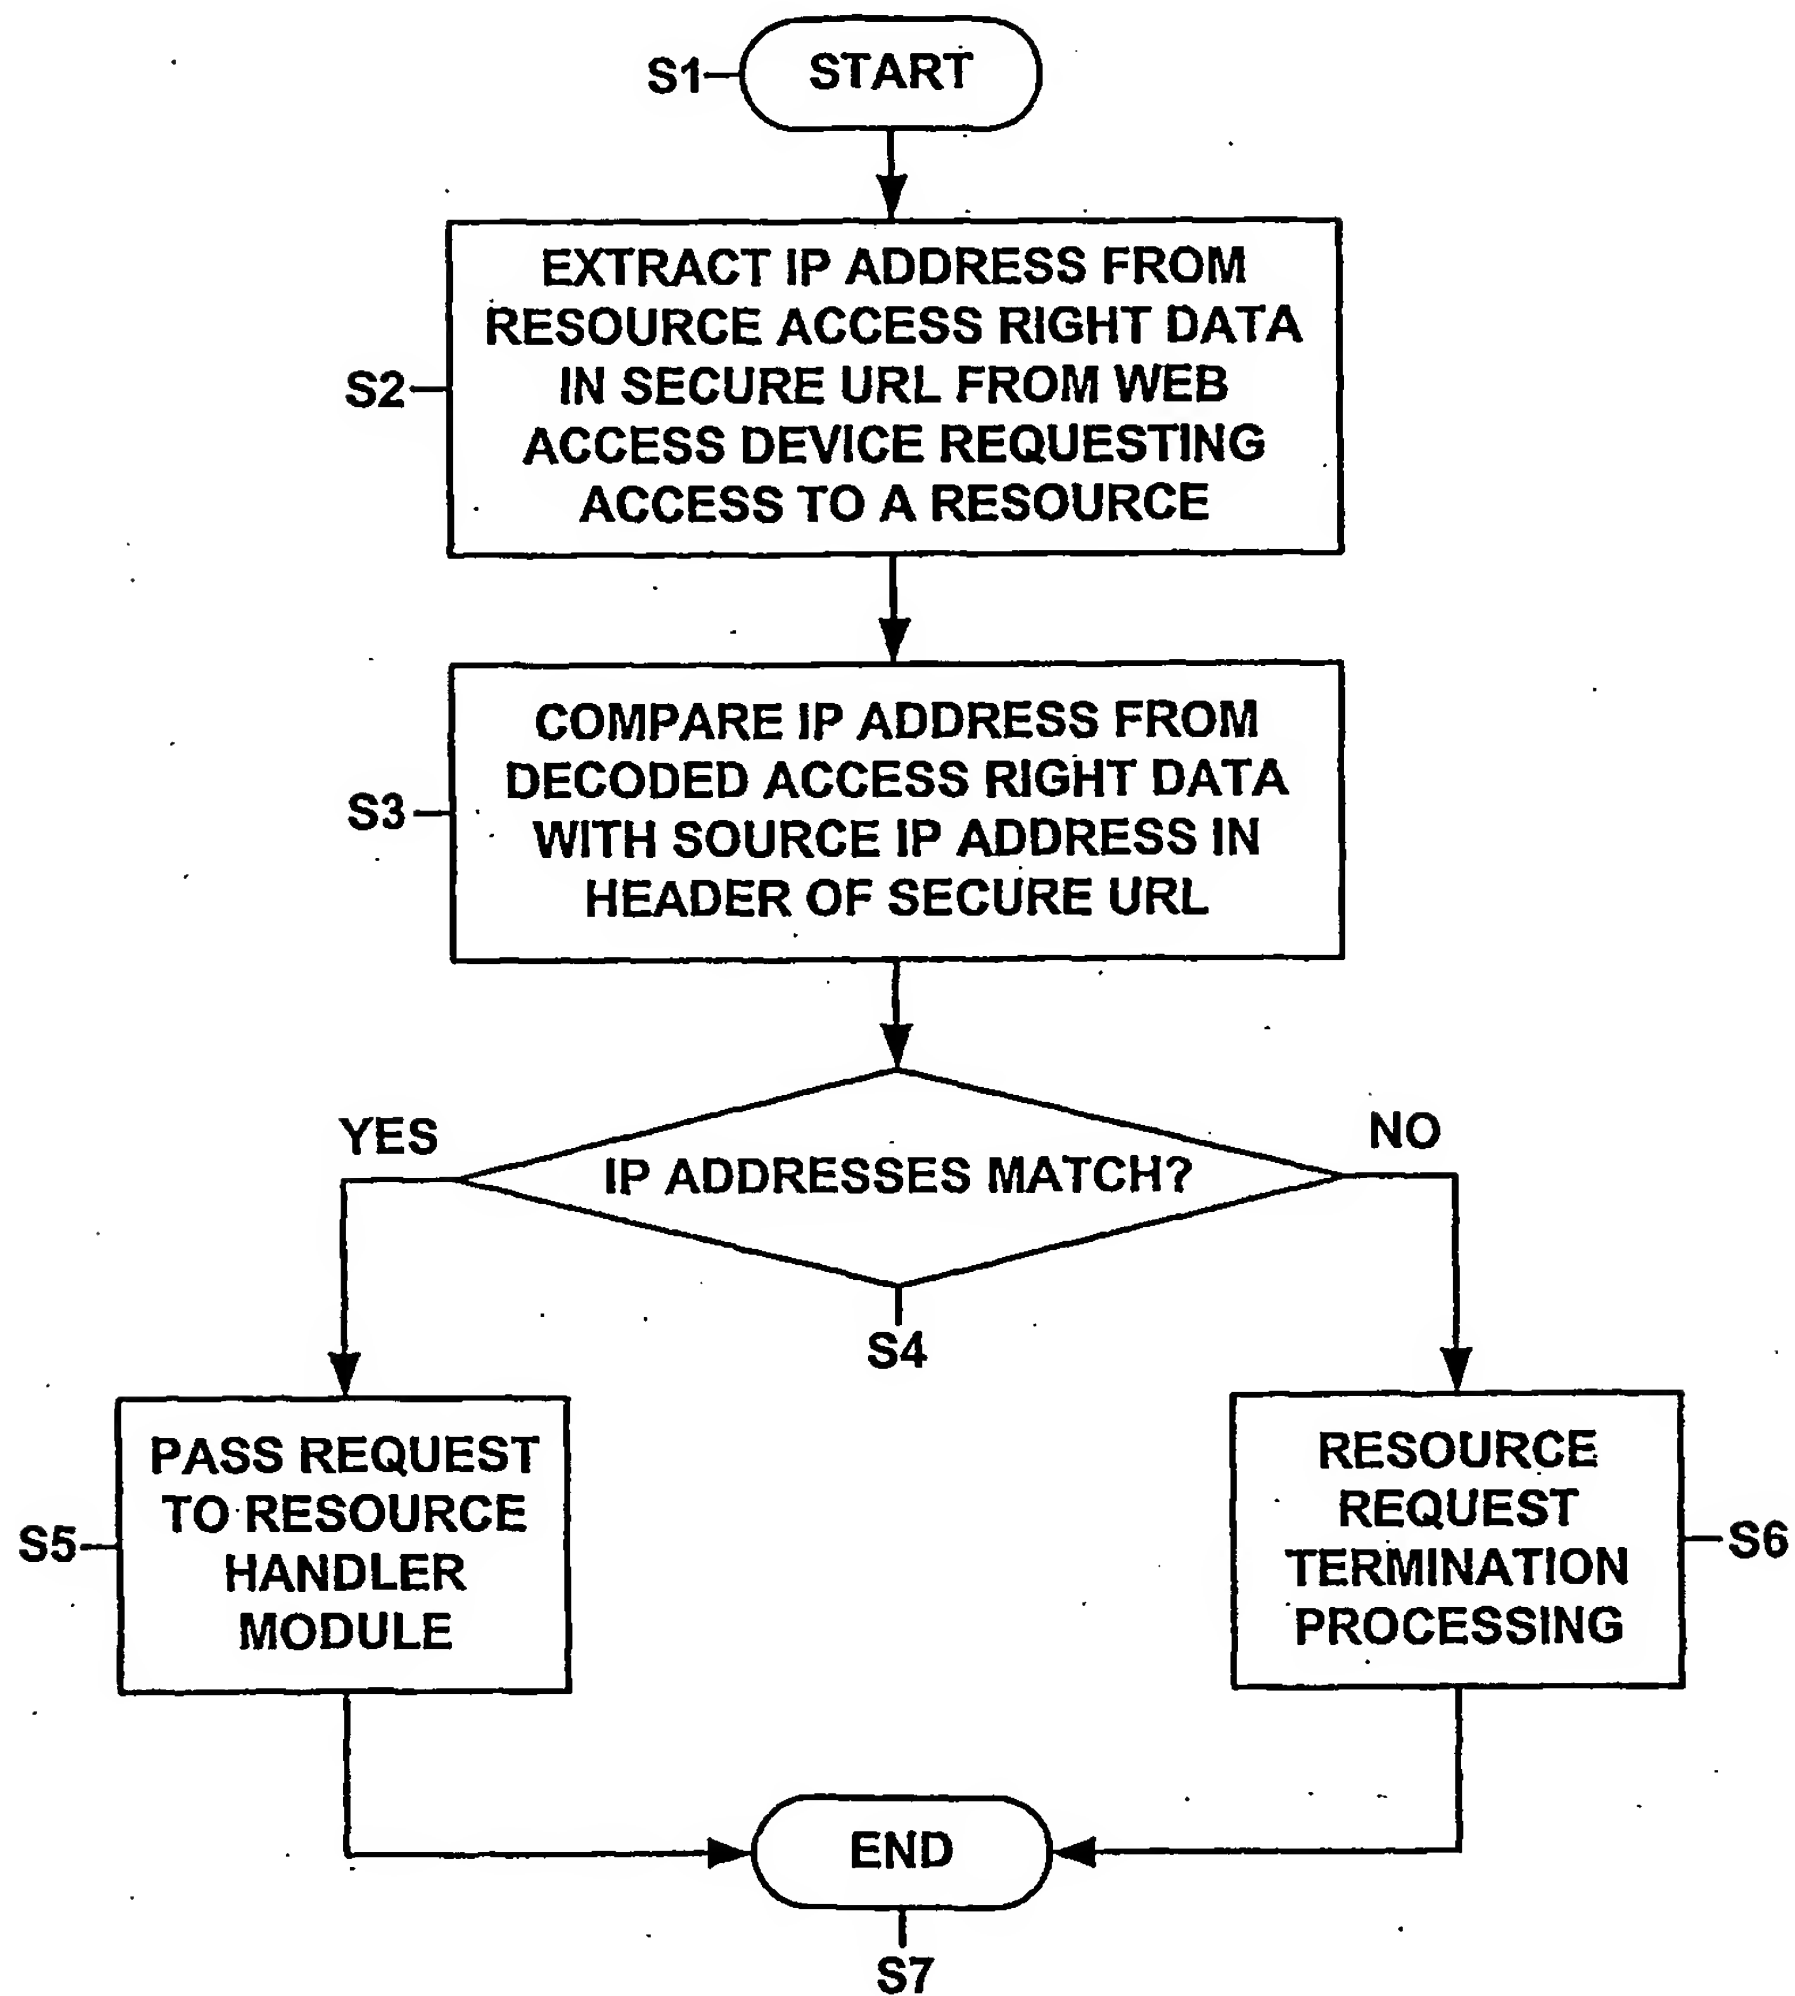 S1
START
EXTRACT IP ADDRESS FROM
RESOURCE ACCESS RIGHT DATA
IN SECURE URL FROM WEB
ACCESS DEVICE REQUESTING
ACCESS TO A RESOURCE
S2
COMPARE IP ADDRESS FROM
DECODED ACCESS RIGHT DATA
WITH SOURCE IP ADDRESS IN
HEADER OF SECURE URL
S3
YES
NO
IP ADDRESSES MATCH?
S4
PASS REQUEST
TO RESOURCE
HANDLER
MODULE
S5
RESOURCE
REQUEST
TERMINATION
PROCESSING
S6
END
S7